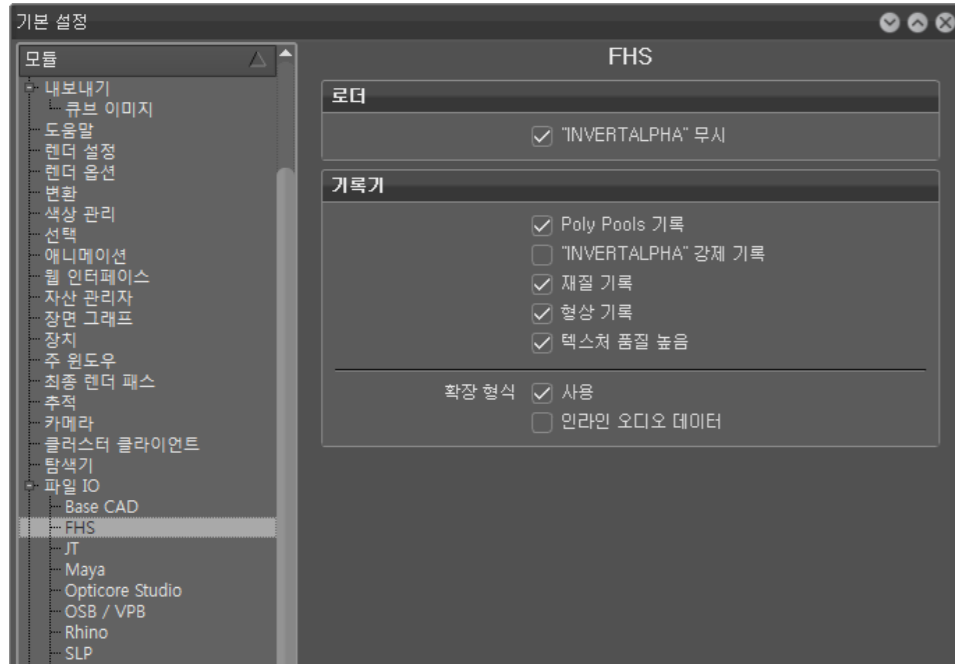 기본 설정
모듈
내보내기
큐브 이미지
도움말
렌더 설정
렌더 옵션
변환
색상 관리
선택
애니메이션
웹 인터페이스
자산 관리자
장면 그래프
장치
주 윈도우
최종 렌더 패스
추적
카메라
클러스터 클라이언트
탐색기
파일 IO
Base CAD
FHS
JT
Maya
Opticore Studio
OSB / VPB
Rhino
SLP
FHS
로더
"INVERTALPHA" 무시
기록기
Poly Pools 기록
"INVERTALPHA" 강제 기록
재질 기록
형상 기록
텍스처 품질 높음
확장 형식 사용
인라인 오디오 데이터